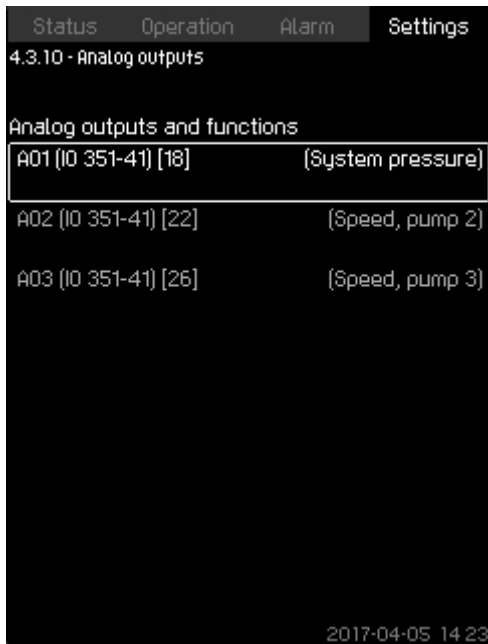 Status Operation Alarm Settings
4.3.10 - Analog outputs
Analog outputs and functions
AO1 (IO 351-41) [18] (System pressure)
AO2 (IO 351-41) [22] (Speed, pump 2)
AO3 (IO 351-41) [26] (Speed, pump 3)
2017-04-05 14:23